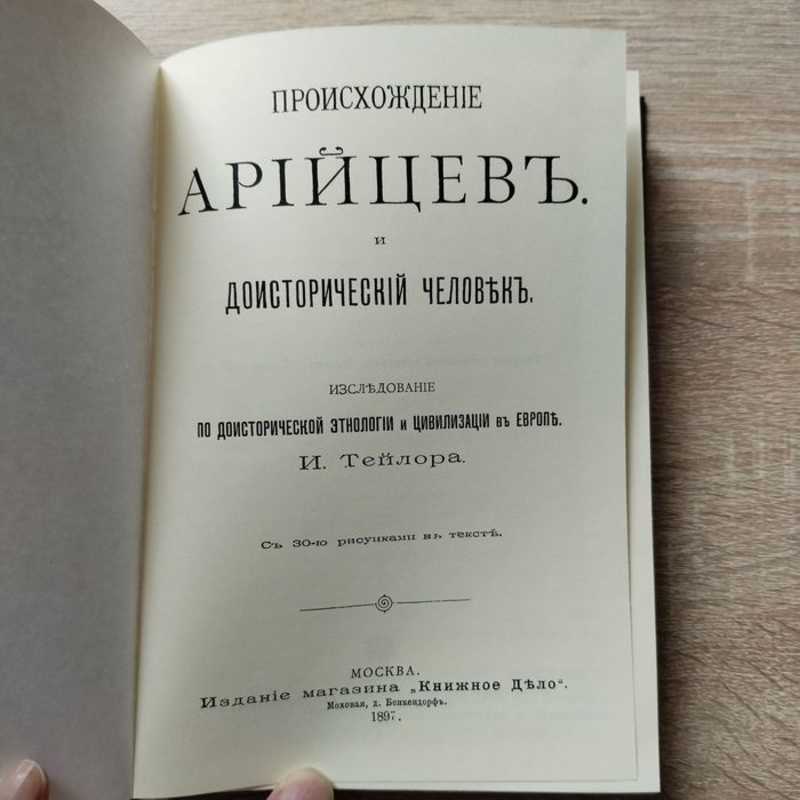 ПРОИСХОЖДЕНІЕ
АРІЙЦЕВЪ.
и
ДОИСТОРИЧЕСКІЙ ЧЕЛОВѢКЪ.
ИЗСЛѢДОВАНІЕ
ПО ДОИСТОРИЧЕСКОЙ ЭТНОЛОГІИ и ЦИВИЛИЗАЦІИ въ ЕВРОПѢ.
И. Тейлора.
Съ 30-ю рисунками въ текстѣ.
МОСКВА.
Изданіе магазина „Книжное Дѣло“.
Моховая, д. Бенкендорфъ.
1897.